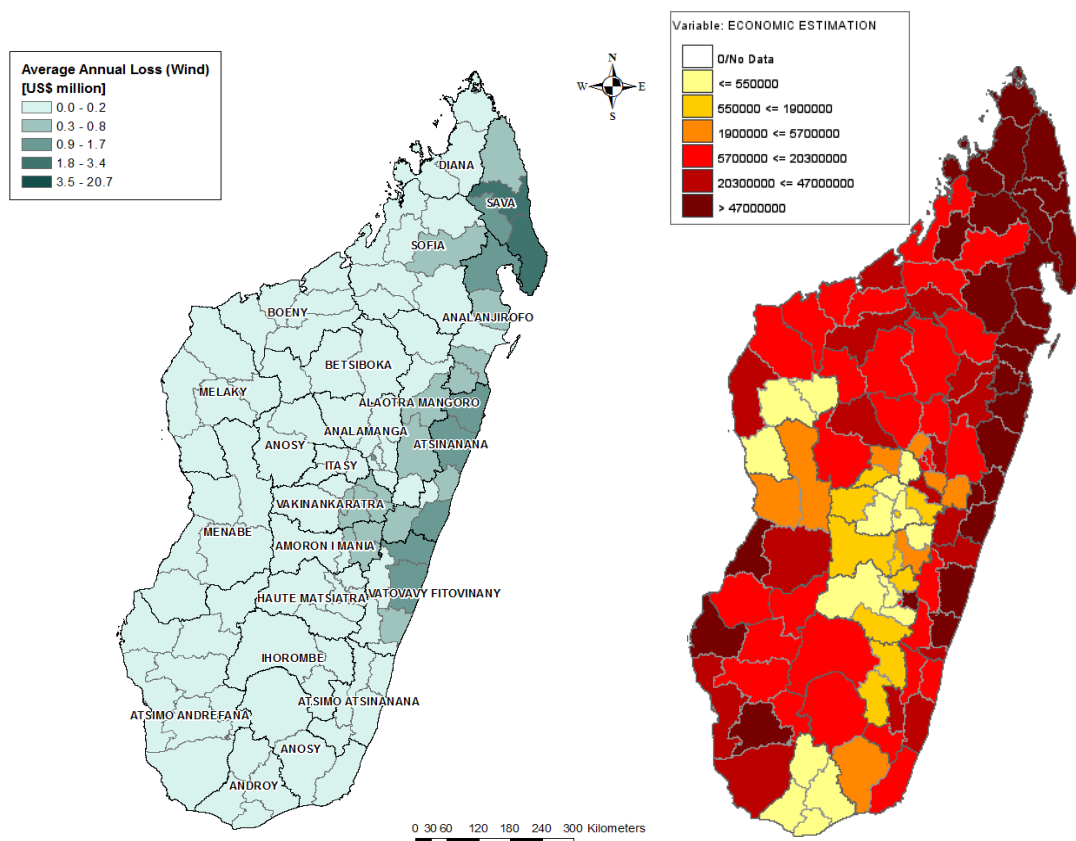 Average Annual Loss (Wind)
[US$ million]
0.0 - 0.2
0.3 - 0.8
0.9 - 1.7
1.8 - 3.4
3.5 - 20.7
N
W
E
S
Variable: ECONOMIC ESTIMATION
0/No Data
<= 550000
550000 <= 1900000
1900000 <= 5700000
5700000 <= 20300000
20300000 <= 47000000
> 47000000
DIANA
SAVA
SOFIA
BOENY
ANALANJIROFO
BETSIBOKA
MELAKY
ALAOTRA MANGORO
ANALAMANGA
ANOSY
ATSINANANA
ITASY
VAKINANKARATRA
MENABE
AMORON I MANIA
HAUTE MATSIATRA
VATOVAVY FITOVINANY
IHOROMBE
ATSIMO ATSINANANA
ATSIMO ANDREFANA
ANOSY
ANDROY
0 30 60 120 180 240 300 Kilometers